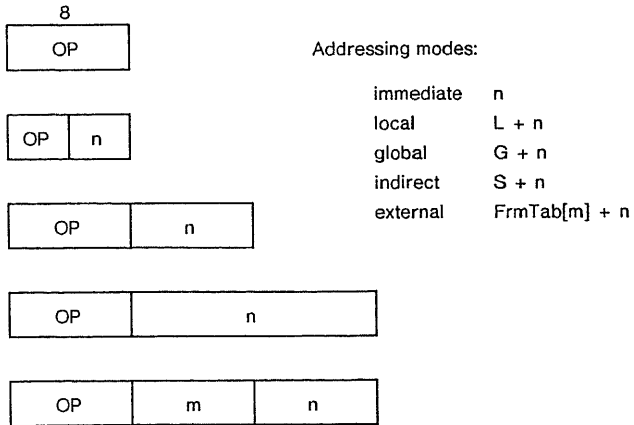 8
OP
OP n
OP n
OP n
OP m n
Addressing modes:
immediate n
local L + n
global G + n
indirect S + n
external FrmTab[m] + n